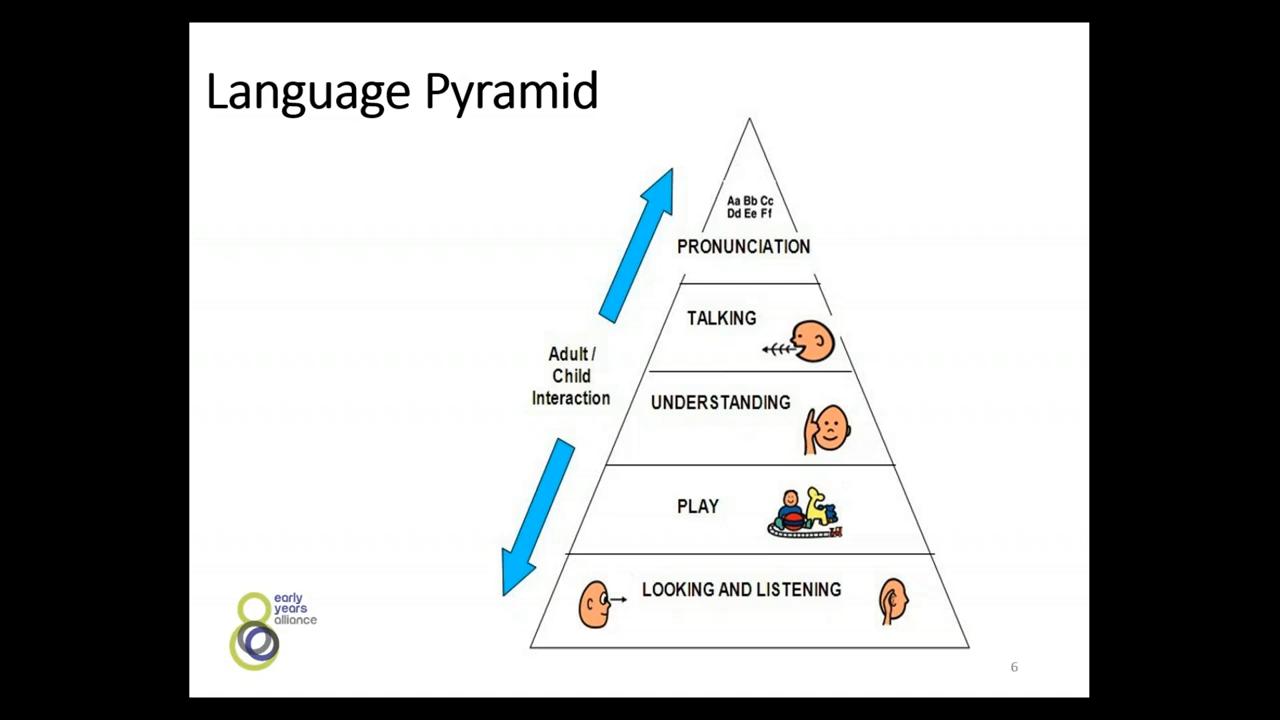 Language Pyramid
Aa Bb Cc
Dd Ee Ff
PRONUNCIATION
TALKING
Adult /
Child
Interaction
UNDERSTANDING
PLAY
LOOKING AND LISTENING
early
years
alliance
6